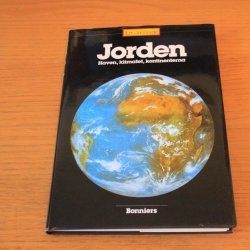 Jorden
Haven, klimatet, kontinenterna
Bonniers